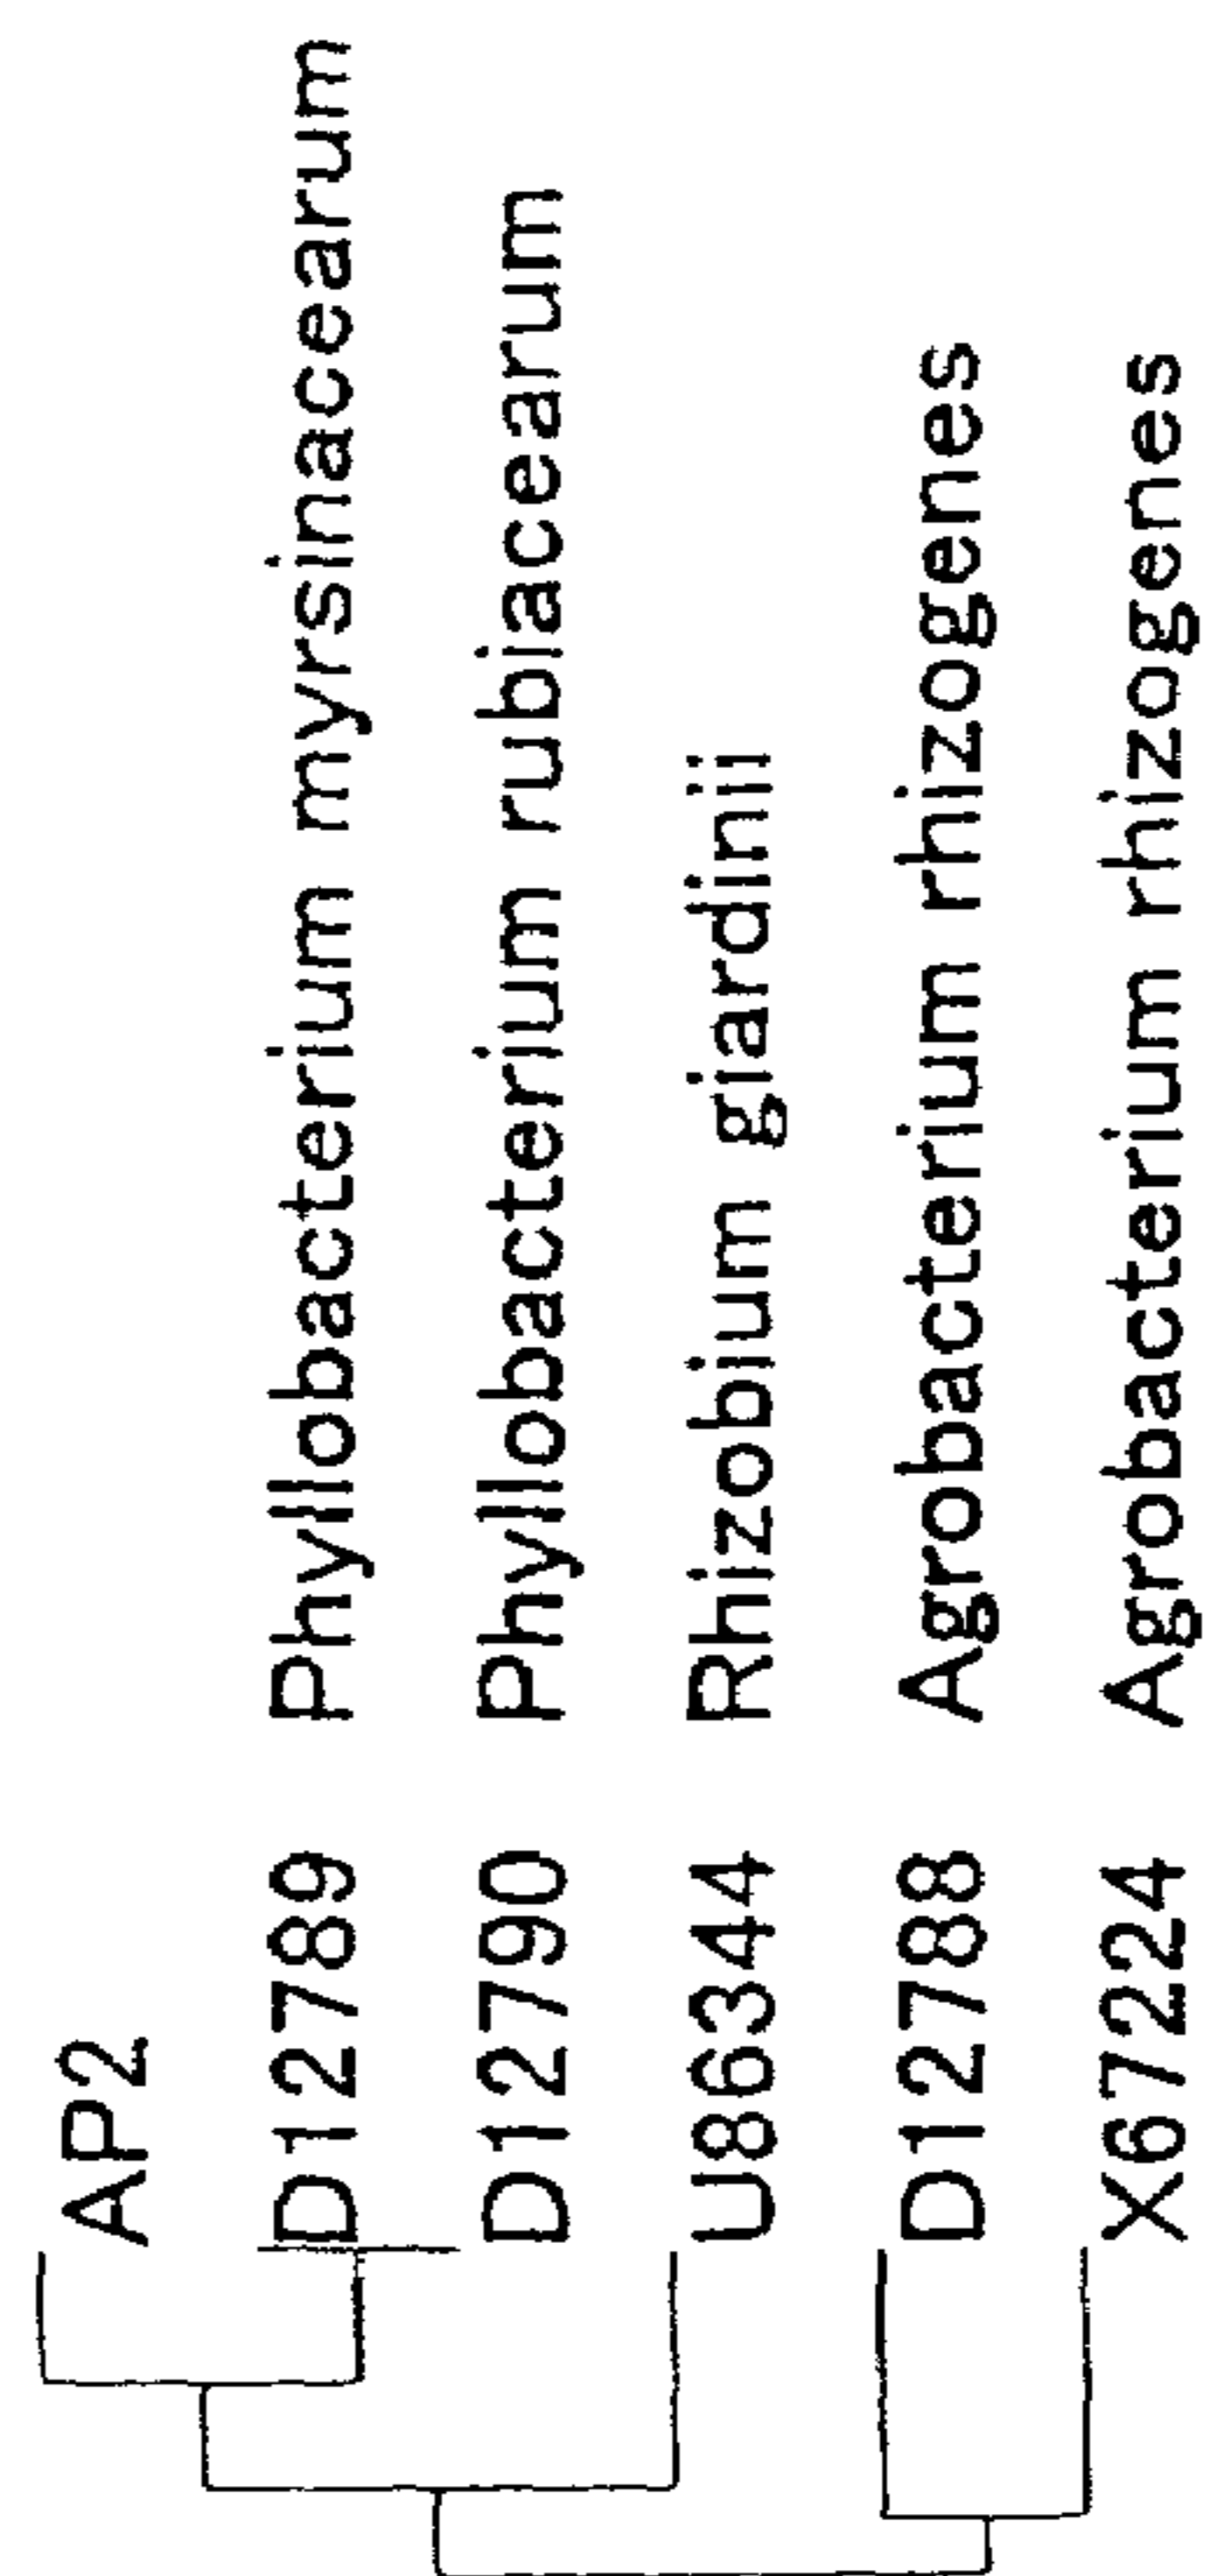 AP2
D12789 Phyllobacterium myrsinacearum
D12790 Phyllobacterium rubiacearum
U86344 Rhizobium giardinii
D12788 Agrobacterium rhizogenes
X67224 Agrobacterium rhizogenes